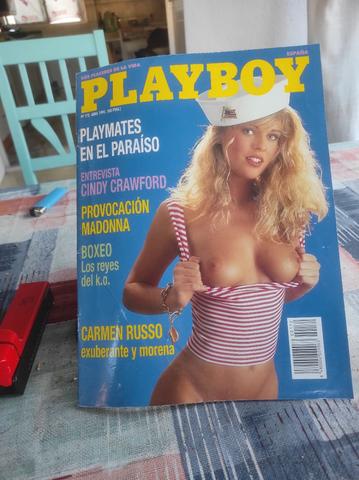 LOS PLACERES DE LA VIDA
ESPAÑA
PLAYBOY
PLAYMATES
EN EL PARAÍSO
ENTREVISTA
CINDY CRAWFORD
PROVOCACIÓN
MADONNA
BOXEO
Los reyes
del k.o.
CARMEN RUSSO
exuberante y morena